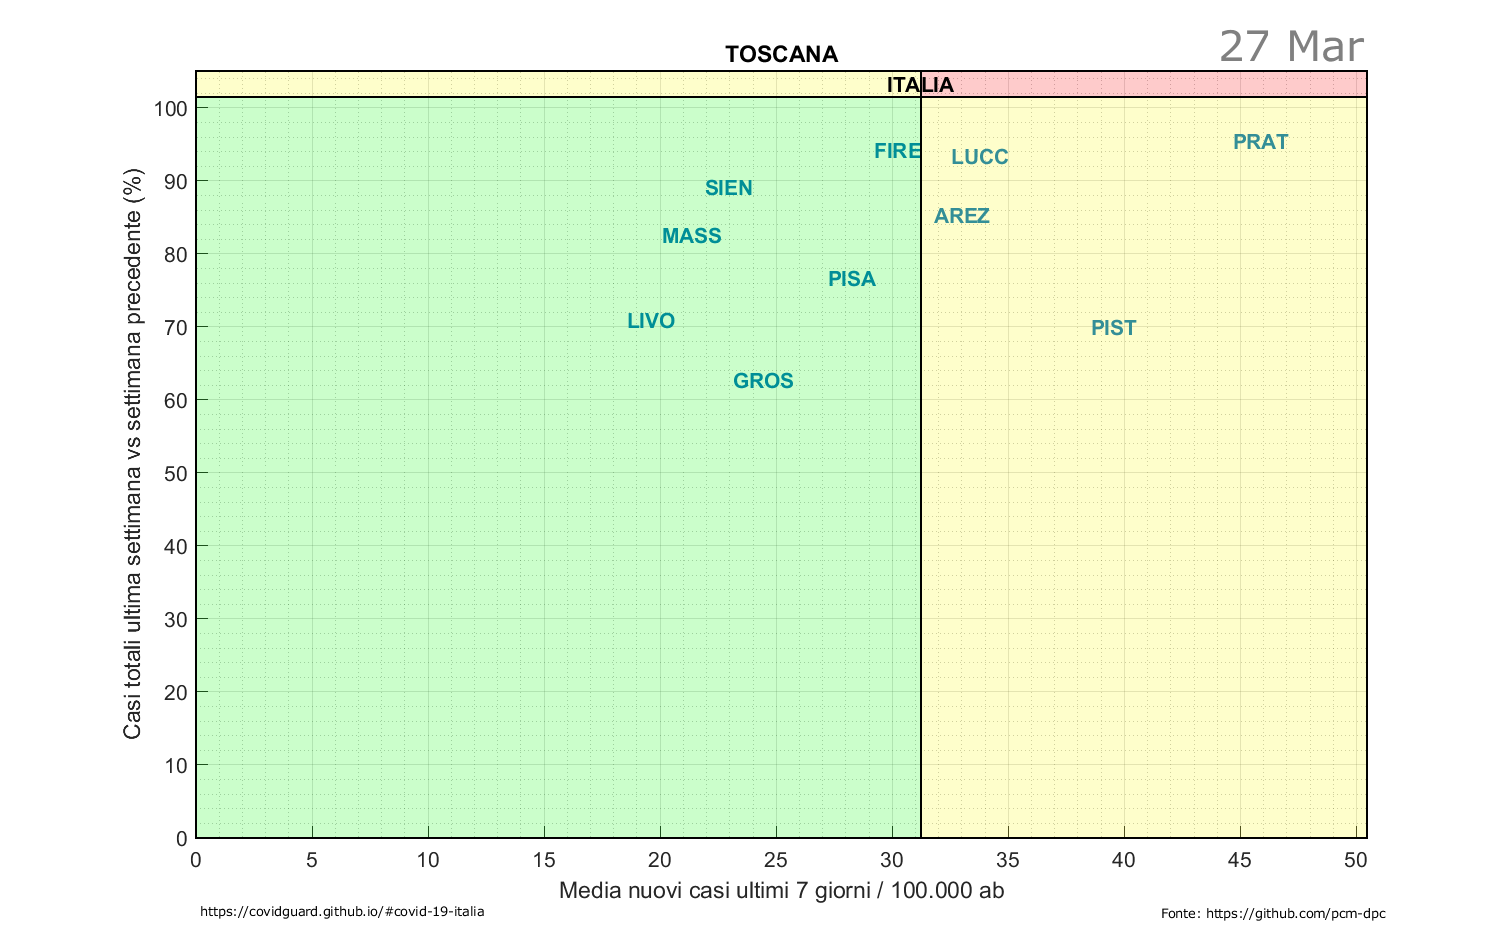 27 Mar
TOSCANA
ITALIA
100
90
80
70
60
50
40
30
20
10
0
Casi totali ultima settimana vs settimana precedente (%)
PRAT
FIRE
LUCC
SIEN
AREZ
MASS
PISA
LIVO
PIST
GROS
0 5 10 15 20 25 30 35 40 45 50
Media nuovi casi ultimi 7 giorni / 100.000 ab
https://covidguard.github.io/#covid-19-italia
Fonte: https://github.com/pcm-dpc